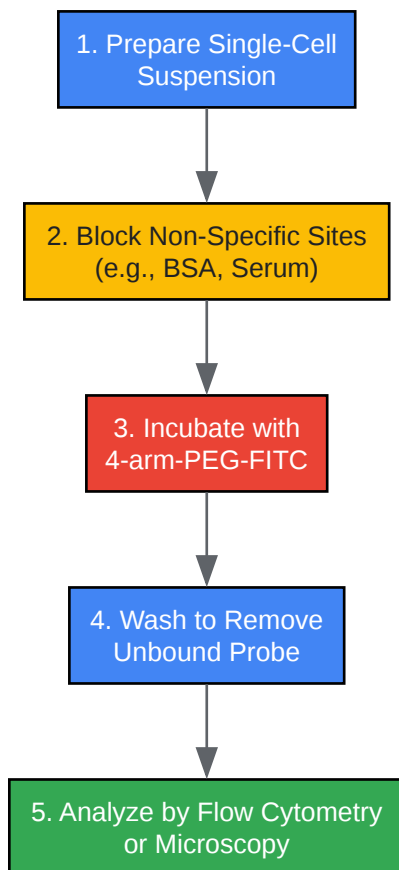 1. Prepare Single-Cell
Suspension
2. Block Non-Specific Sites
(e.g., BSA, Serum)
3. Incubate with
4-arm-PEG-FITC
4. Wash to Remove
Unbound Probe
5. Analyze by Flow Cytometry
or Microscopy